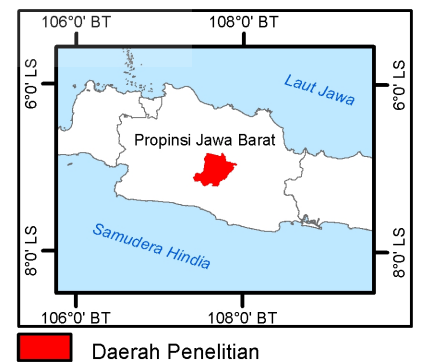 106°0' BT 108°0' BT
6°0' LS
6°0' LS
Laut Jawa
Propinsi Jawa Barat
Samudera Hindia
8°0' LS
8°0' LS
106°0' BT 108°0' BT
Daerah Penelitian